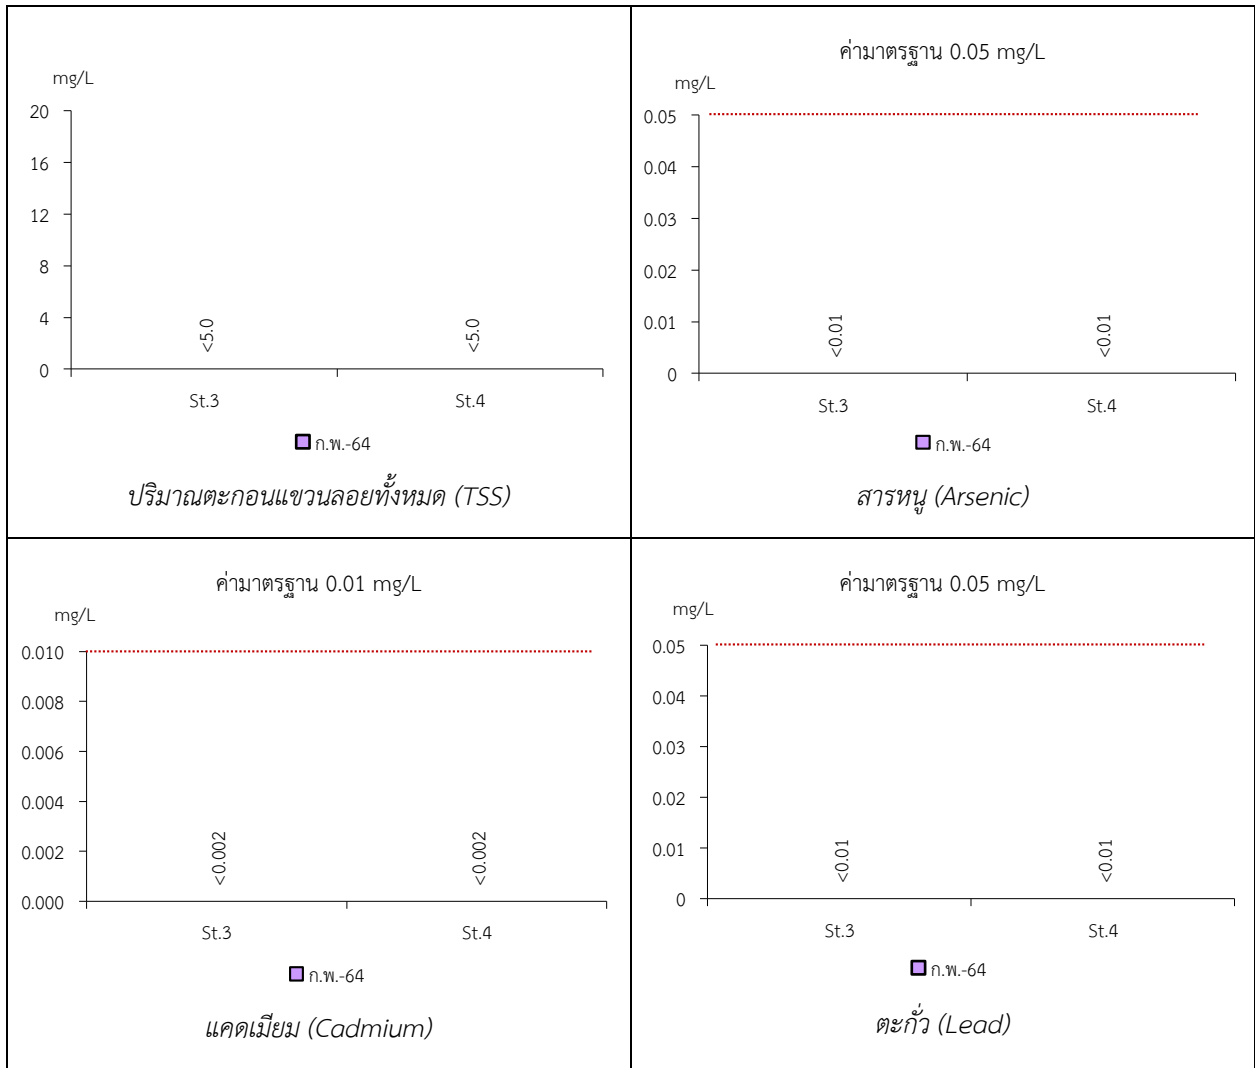 mg/L
20
16
12
8
4
0
<5.0
<5.0
St.3
St.4
ก.พ.-64
ปริมาณตะกอนแขวนลอยทั้งหมด (TSS)
ค่ามาตรฐาน 0.05 mg/L
mg/L
0.05
0.04
0.03
0.02
0.01
0
<0.01
<0.01
St.3
St.4
ก.พ.-64
สารหนู (Arsenic)
ค่ามาตรฐาน 0.01 mg/L
mg/L
0.010
0.008
0.006
0.004
0.002
0.000
<0.002
<0.002
St.3
St.4
ก.พ.-64
แคดเมียม (Cadmium)
ค่ามาตรฐาน 0.05 mg/L
mg/L
0.05
0.04
0.03
0.02
0.01
0
<0.01
<0.01
St.3
St.4
ก.พ.-64
ตะกั่ว (Lead)